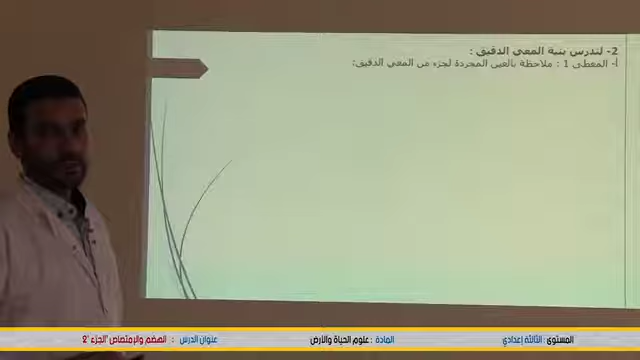 2- لندرس بنية المعي الدقيق :
أ- المعطى 1 : ملاحظة بالعين المجردة لجزء من المعي الدقيق:
المستوى : الثالثة إعدادي المادة : علوم الحياة والأرض عنوان الدرس : الهضم والإمتصاص "الجزء 2"